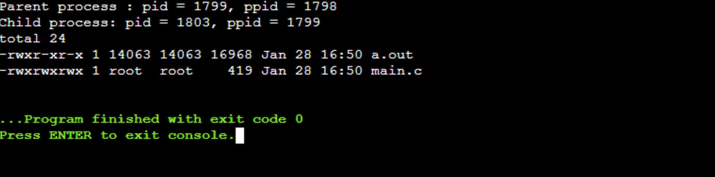 Parent process : pid = 1799, ppid = 1798
Child process: pid = 1803, ppid = 1799
total 24
-rwxr-xr-x 1 14063 14063 16968 Jan 28 16:50 a.out
-rwxrwxrwx 1 root  root    419 Jan 28 16:50 main.c
...Program finished with exit code 0
Press ENTER to exit console.